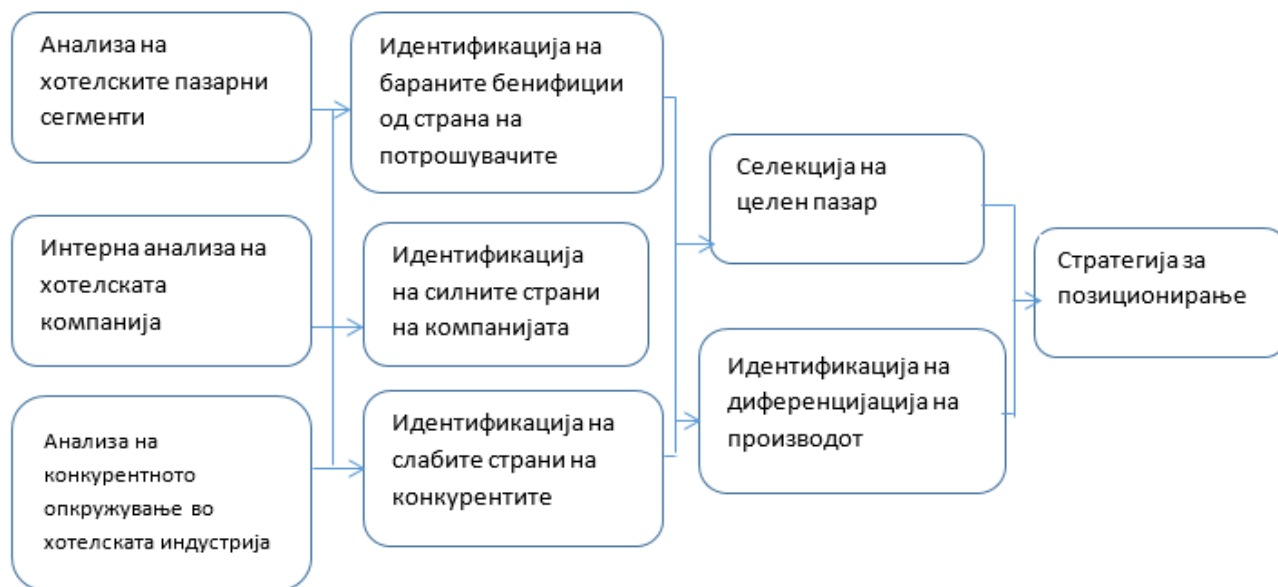 Анализа на
хотелските пазарни
сегменти
Интерна анализа на
хотелската
компанија
Анализа на
конкурентното
опкружување во
хотелската индустрија
Идентификација на
бараните бенифиции
од страна на
потрошувачите
Идентификација
на силните страни
на компанијата
Идентификација на
слабите страни на
конкурентите
Селекција на
целен пазар
Идентификација на
диференцијација на
производот
Стратегија за
позиционирање